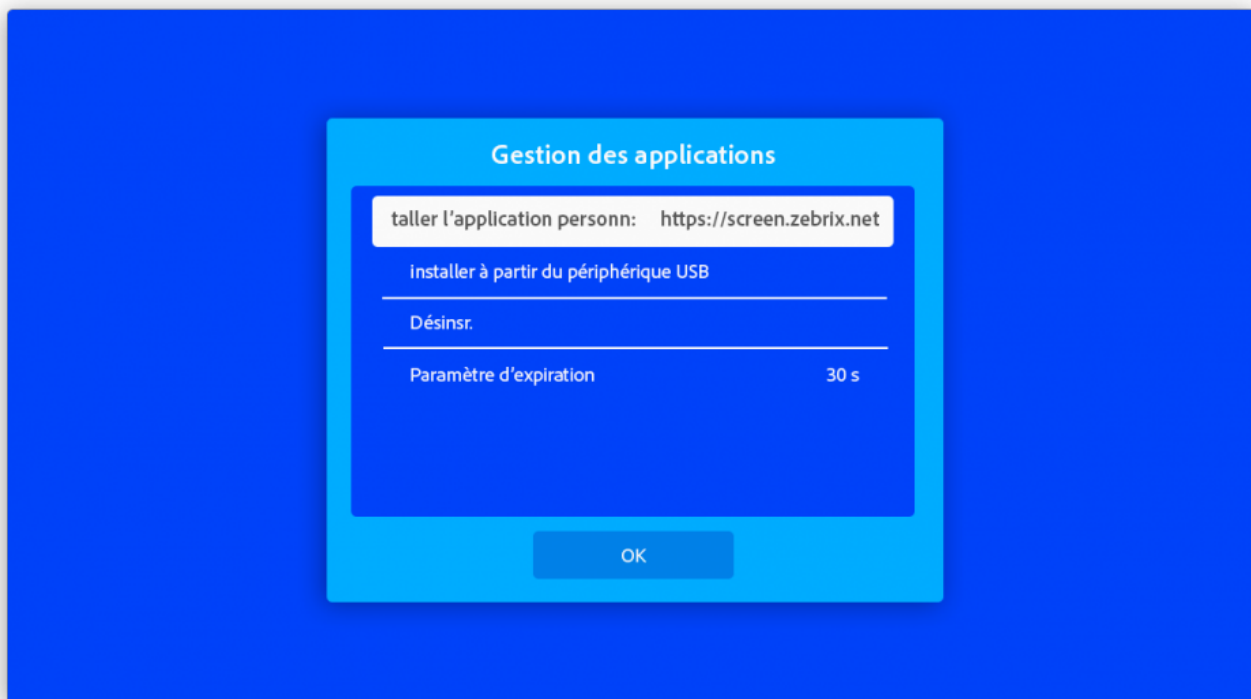 Gestion des applications
taller l'application personn: https://screen.zebrix.net
installer à partir du périphérique USB
Désinsr.
Paramètre d'expiration 30 s
OK